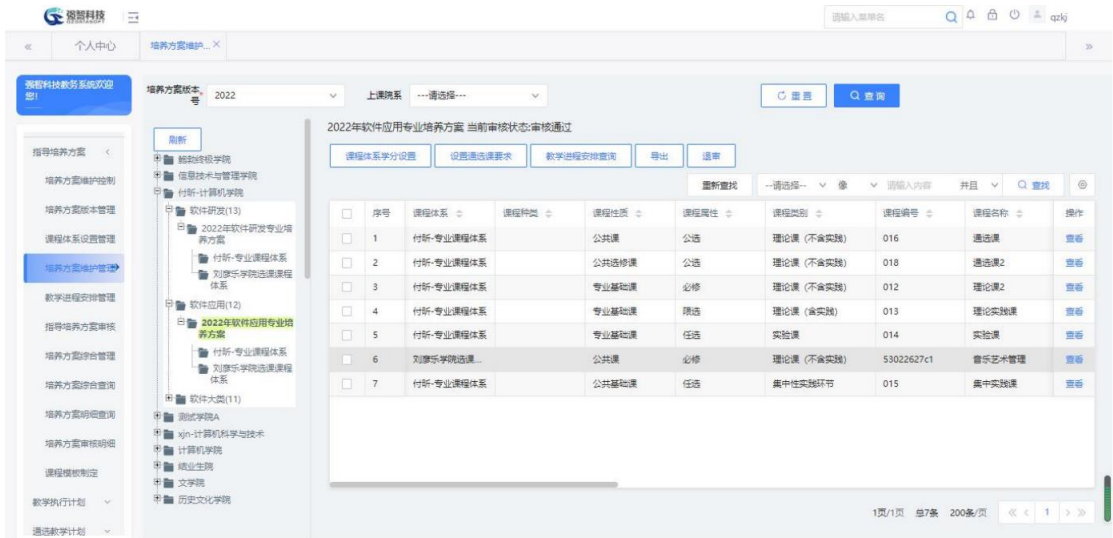 强智科技
请输入菜单名
qzkj
个人中心
培养方案维护...
强智科技教务系统欢迎
您!
培养方案版本号
2022
上课院系
---请选择---
重置
查询
指导培养方案
培养方案维护控制
培养方案版本管理
课程体系设置管理
培养方案维护管理
教学进程安排管理
指导培养方案审核
培养方案综合管理
培养方案综合查询
培养方案明细查询
培养方案审核明细
课程模板制定
教学执行计划
通选教学计划
刷新
信息技术与管理学院
付昕-计算机学院
软件研发(13)
2022年软件研发专业培
养方案
付昕-专业课程体系
刘彦乐学院选课课程
体系
软件应用(12)
2022年软件应用专业培
养方案
付昕-专业课程体系
刘彦乐学院选课课程
体系
软件大类(11)
测试学院A
xjn-计算机科学与技术
计算机学院
结业生院
文学院
历史文化学院
2022年软件应用专业培养方案 当前审核状态:审核通过
课程体系学分设置 设置通选课要求 教学进程安排查询 导出 退审
重新查找 --请选择-- 像 请输入内容 并且 查找
序号 课程体系 课程种类 课程性质 课程属性 课程类别 课程编号 课程名称 操作
1 付昕-专业课程体系 公共课 公选 理论课（不含实践） 016 通选课 查看
2 付昕-专业课程体系 公共选修课 公选 理论课（不含实践） 018 通选课2 查看
3 付昕-专业课程体系 专业基础课 必修 理论课（不含实践） 012 理论课2 查看
4 付昕-专业课程体系 专业基础课 限选 理论课（含实践） 013 理论实践课 查看
5 付昕-专业课程体系 专业基础课 任选 实验课 014 实验课 查看
6 刘彦乐学院选课... 公共课 必修 理论课（不含实践） 53022627c1 音乐艺术管理 查看
7 付昕-专业课程体系 公共基础课 任选 集中性实践环节 015 集中实践课 查看
1页/1页 总7条 200条/页 1